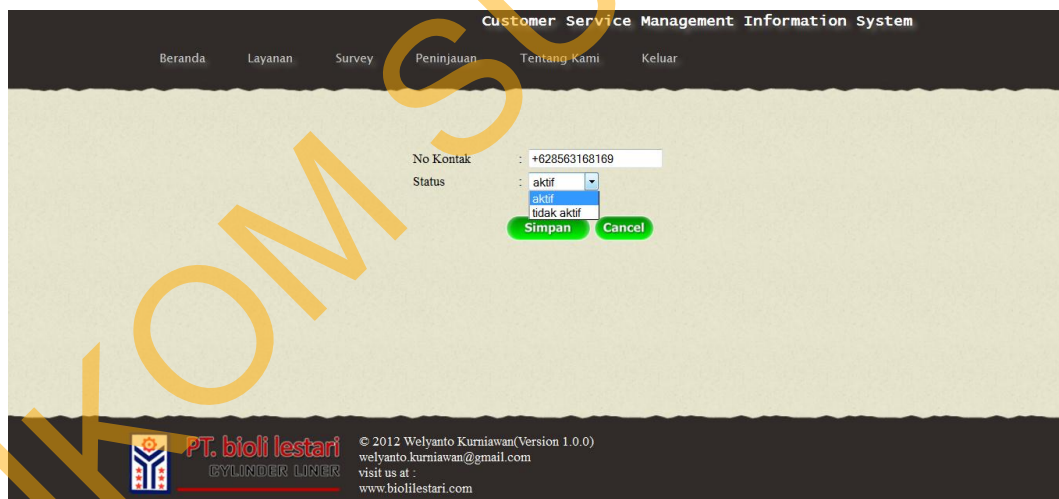 Customer Service Management Information System
Beranda Layanan Survey Peninjauan Tentang Kami Keluar
No Kontak : +628563168169
Status : aktif
aktif
tidak aktif
Simpan Cancel
PT. bioli lestari
CYLINDER LINER
© 2012 Welyanto Kurniawan(Version 1.0.0)
welyanto.kurniawan@gmail.com
visit us at :
www.biolilestari.com
IKOM S